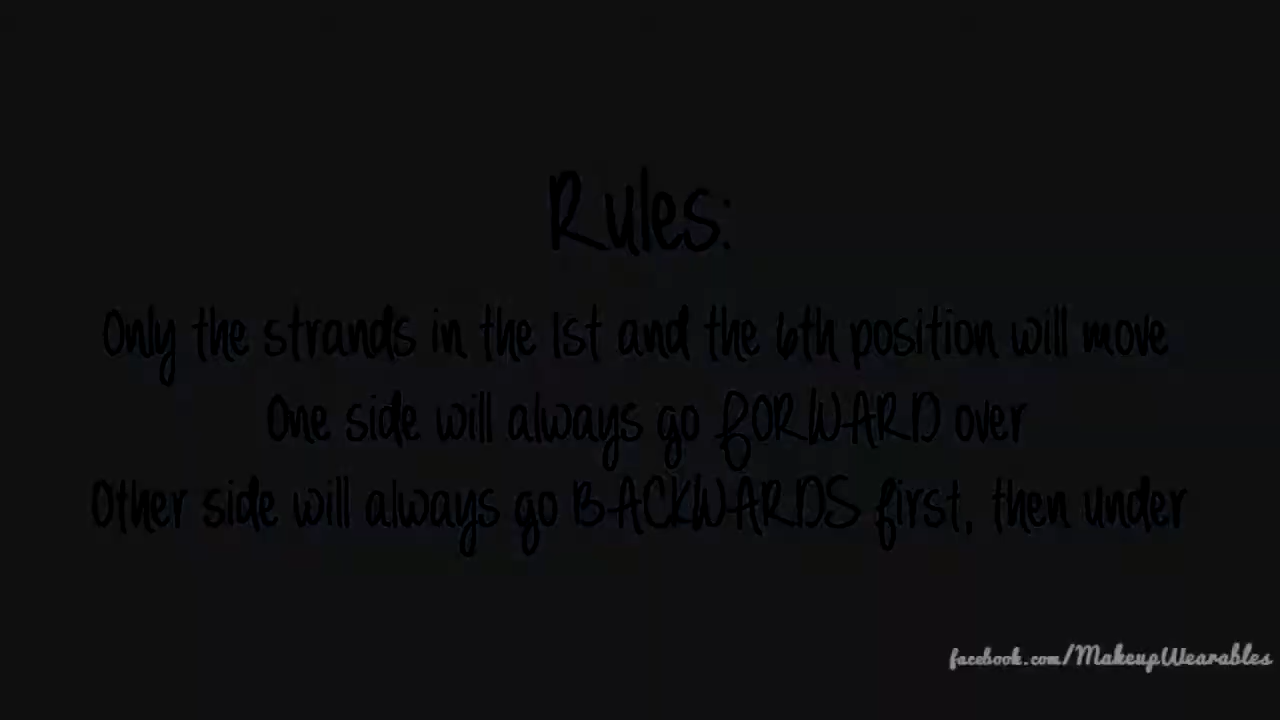 Rules:
Only the strands in the 1st and the 6th position will move
One side will always go FORWARD over
Other side will always go BACKWARDS first, then under
facebook.com/MakeupWearables